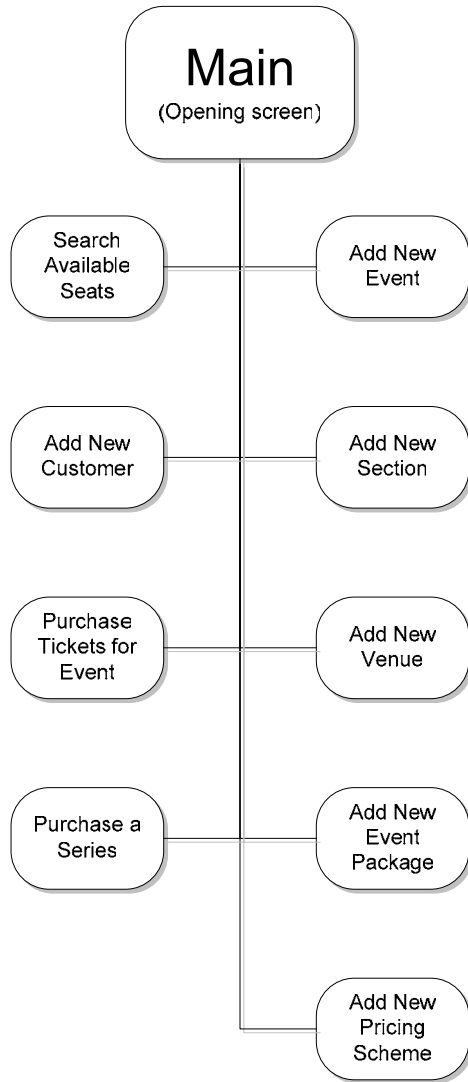 Main
(Opening screen)
Search
Available
Seats
Add New
Event
Add New
Customer
Add New
Section
Purchase
Tickets for
Event
Add New
Venue
Purchase a
Series
Add New
Event
Package
Add New
Pricing
Scheme